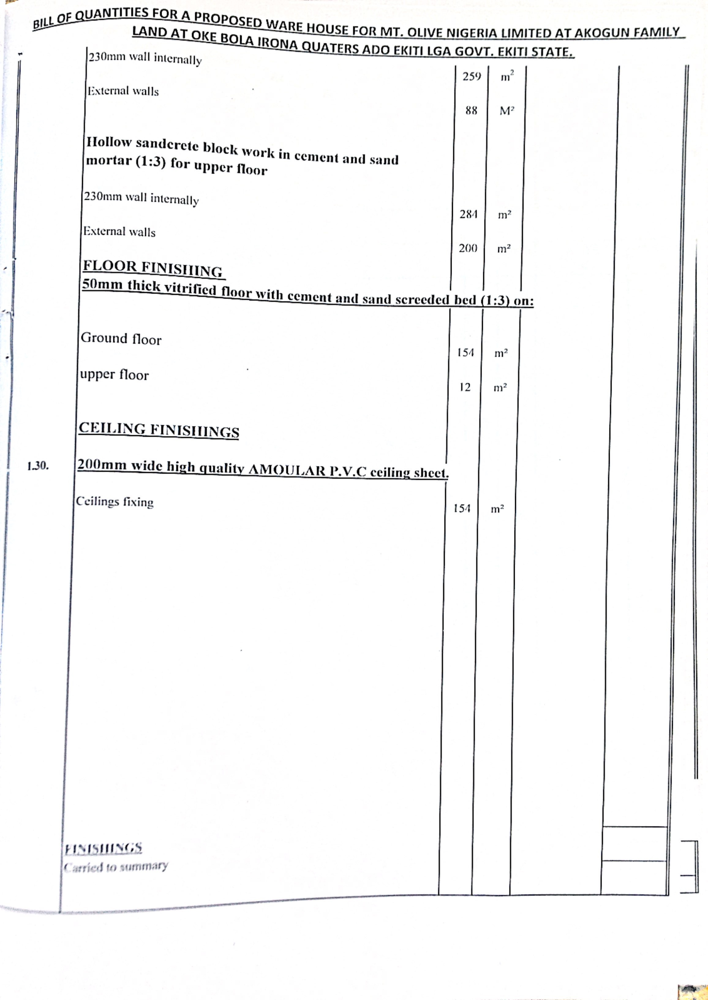 BILL OF QUANTITIES FOR A PROPOSED WARE HOUSE FOR MT. OLIVE NIGERIA LIMITED AT AKOGUN FAMILY
LAND AT OKE BOLA IRONA QUATERS ADO EKITI LGA GOVT. EKITI STATE.
230mm wall internally 259 m²
External walls 88 M²
Hollow sandcrete block work in cement and sand
mortar (1:3) for upper floor
230mm wall internally 284 m²
External walls 200 m²
FLOOR FINISHING
50mm thick vitrified floor with cement and sand screeded bed (1:3) on:
Ground floor 154 m²
upper floor 12 m²
CEILING FINISHINGS
1.30. 200mm wide high quality AMOULAR P.V.C ceiling sheet.
Ceilings fixing 154 m²
FINISHINGS
Carried to summary